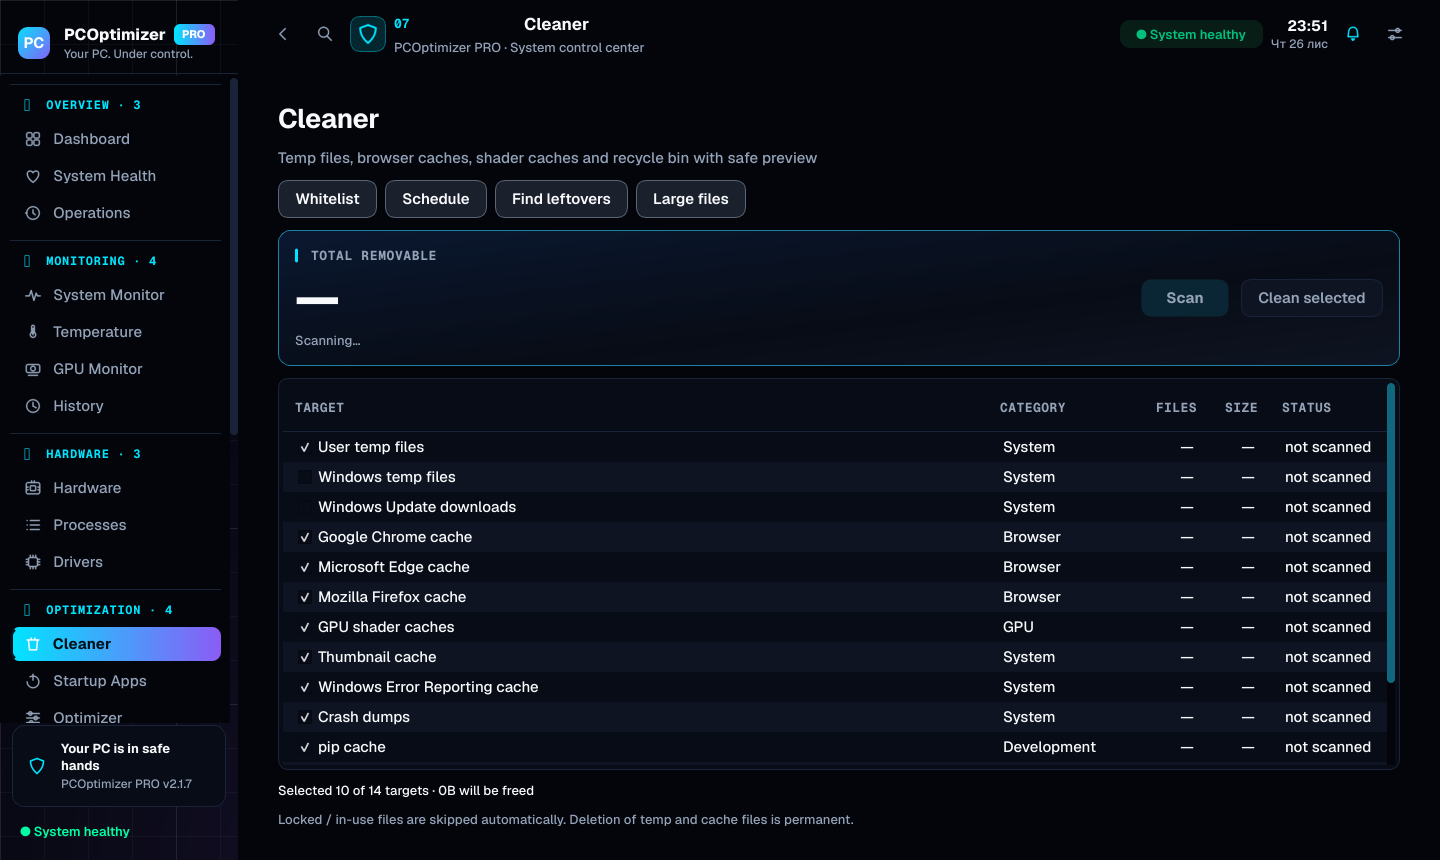 PC
PCOptimizer PRO
Your PC. Under control.
OVERVIEW · 3
Dashboard
System Health
Operations
MONITORING · 4
System Monitor
Temperature
GPU Monitor
History
HARDWARE · 3
Hardware
Processes
Drivers
OPTIMIZATION · 4
Cleaner
Startup Apps
Optimizer
Your PC is in safe
hands
PCOptimizer PRO v2.1.7
System healthy
07
Cleaner
PCOptimizer PRO · System control center
System healthy
23:51
Чт 26 лис
Cleaner
Temp files, browser caches, shader caches and recycle bin with safe preview
Whitelist Schedule Find leftovers Large files
TOTAL REMOVABLE
—
Scan Clean selected
Scanning…
TARGET CATEGORY FILES SIZE STATUS
✓ User temp files System — — not scanned
Windows temp files System — — not scanned
Windows Update downloads System — — not scanned
✓ Google Chrome cache Browser — — not scanned
✓ Microsoft Edge cache Browser — — not scanned
✓ Mozilla Firefox cache Browser — — not scanned
✓ GPU shader caches GPU — — not scanned
✓ Thumbnail cache System — — not scanned
✓ Windows Error Reporting cache System — — not scanned
✓ Crash dumps System — — not scanned
✓ pip cache Development — — not scanned
Selected 10 of 14 targets · 0B will be freed
Locked / in-use files are skipped automatically. Deletion of temp and cache files is permanent.